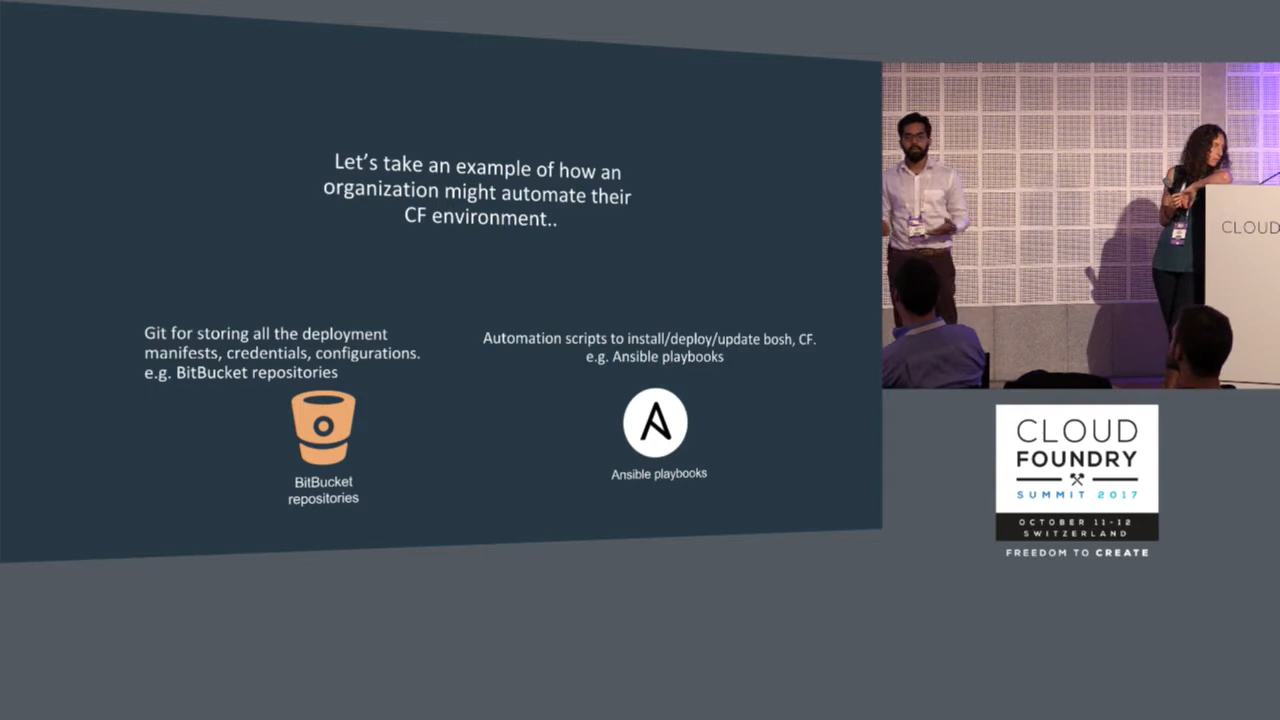 Let's take an example of how an
organization might automate their
CF environment..
Git for storing all the deployment
manifests, credentials, configurations.
e.g. BitBucket repositories
BitBucket
repositories
Automation scripts to install/deploy/update bosh, CF.
e.g. Ansible playbooks
Ansible playbooks
CLOUD
CLOUD
FOUNDRY
SUMMIT 2017
OCTOBER 11-12
SWITZERLAND
FREEDOM TO CREATE